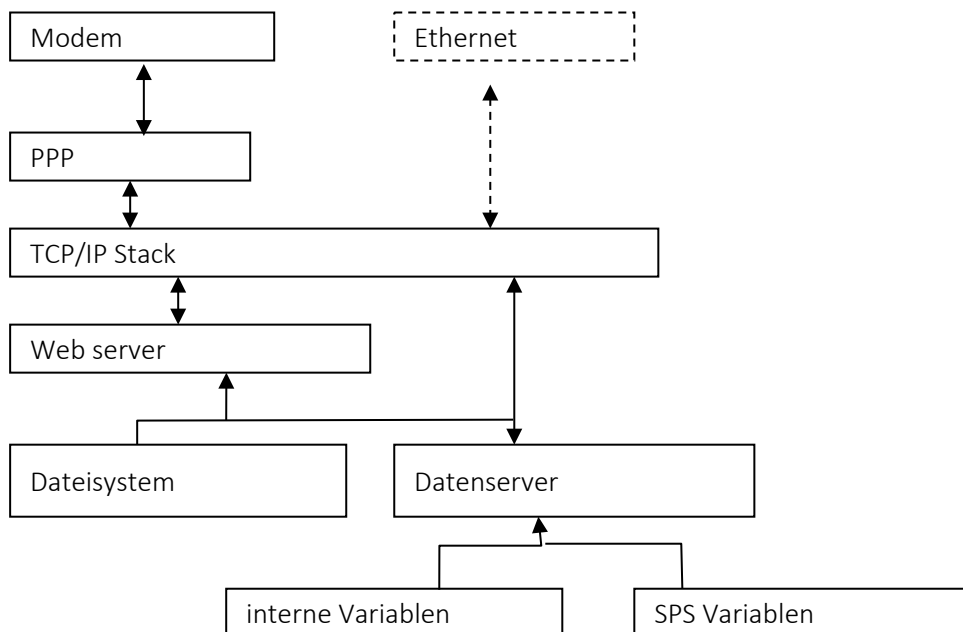 Modem
Ethernet
PPP
TCP/IP Stack
Web server
Dateisystem
Datenserver
interne Variablen
SPS Variablen